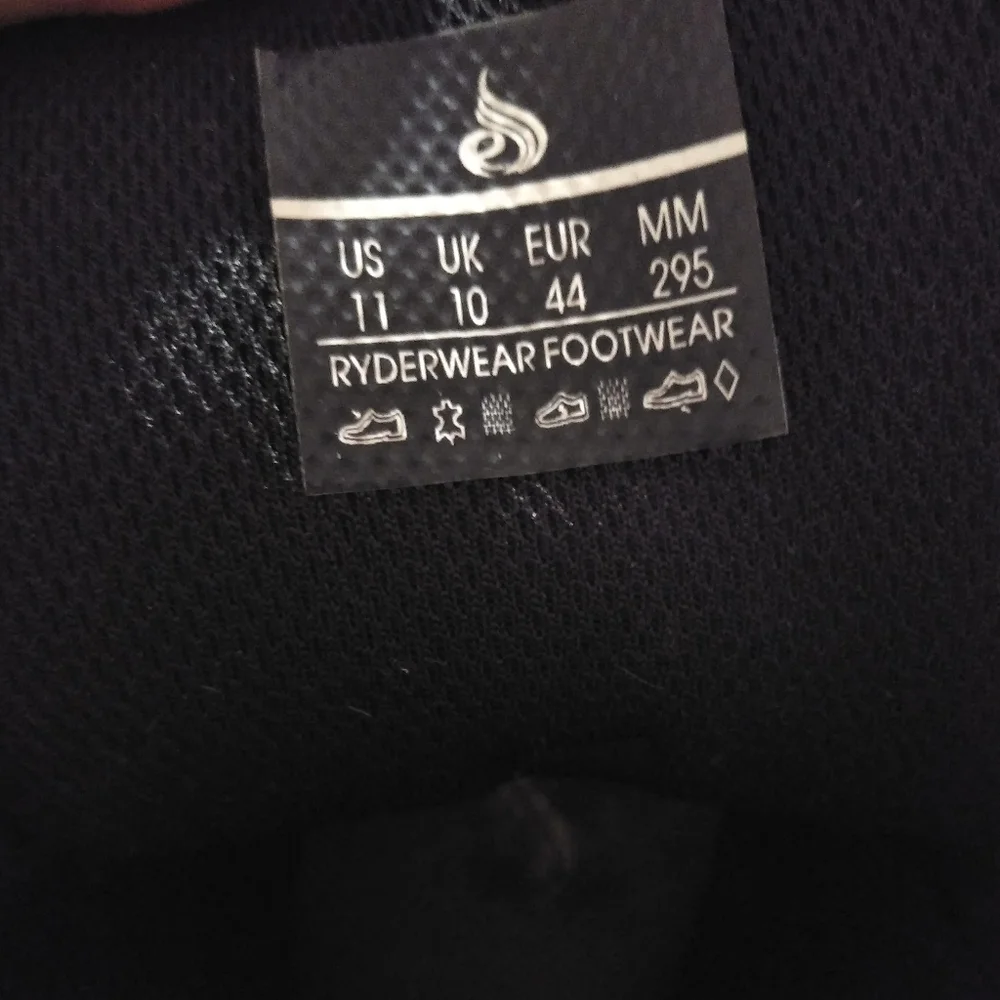 US UK EUR MM
11 10 44 295
RYDERWEAR FOOTWEAR